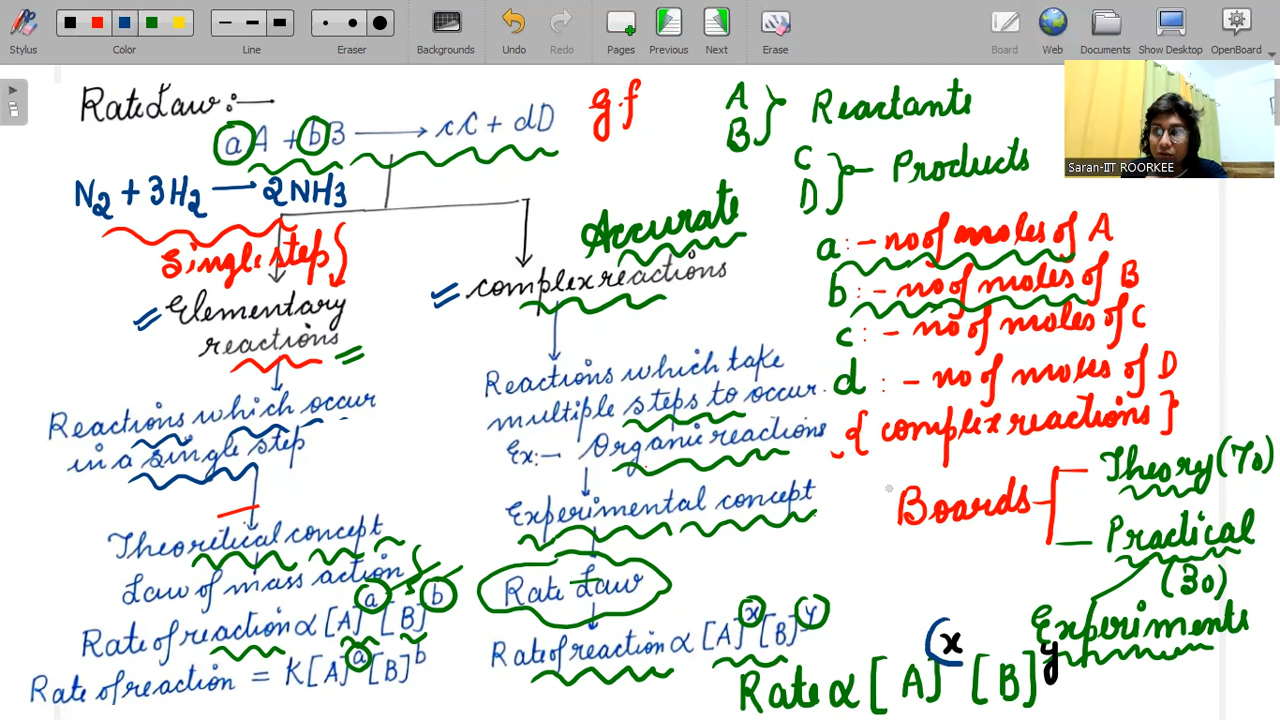 Stylus Color Line Eraser Backgrounds Undo Redo Pages Previous Next Erase Board Web Documents Show Desktop OpenBoard
Saran-IIT ROORKEE
Rate Law :—
aA + bB → cC + dD
g.f
N2 + 3H2 → 2NH3
Single step
Accurate
Elementary
reactions
complex reactions
Reactions which occur
in a single step
Theoretical concept
Law of mass action
Rate of reaction α [A]^a [B]^b
Rate of reaction = K[A]^a [B]^b
Reactions which take
multiple steps to occur.
Ex:— Organic reactions
Experimental concept
Rate Law
Rate of reaction α [A]^x [B]^y
A
B
Reactants
C
D
Products
a :- no of moles of A
b :- no of moles of B
c :- no of moles of C
d :- no of moles of D
{ complex reactions }
Boards
Theory (70)
Practical
(30)
Experiments
Rate α [A]^x [B]^y